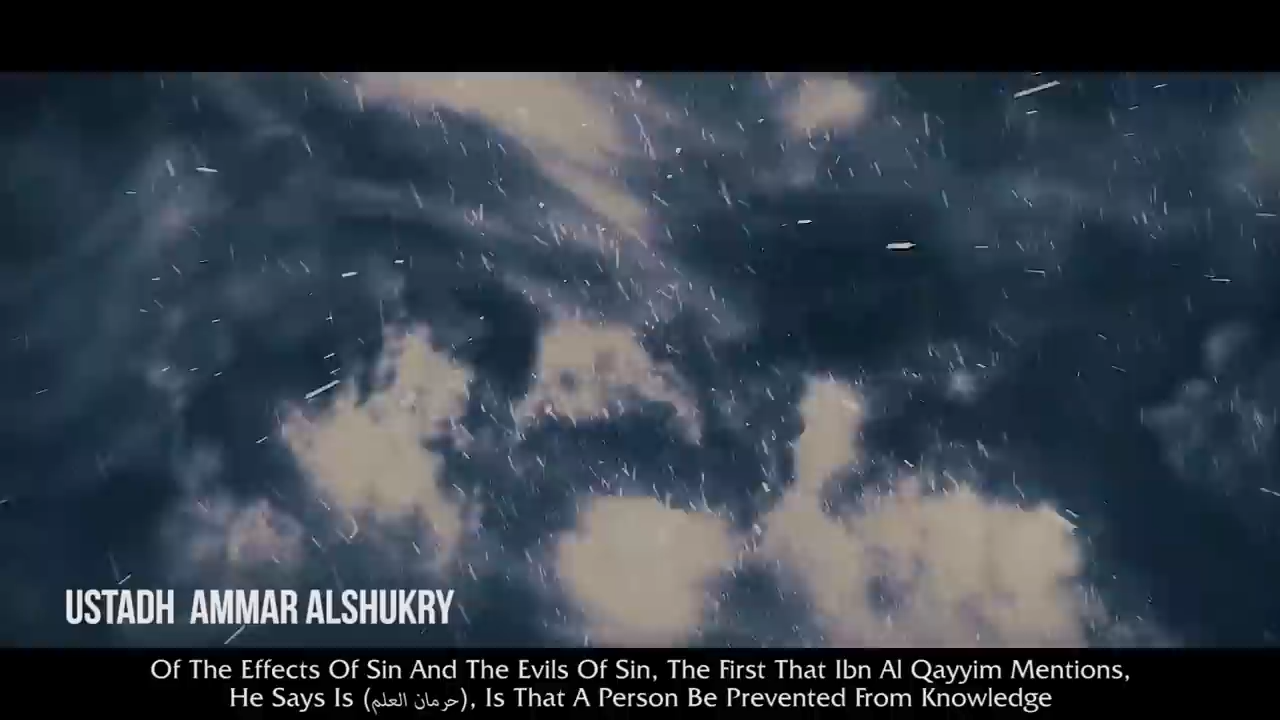 USTADH AMMAR ALSHUKRY
Of The Effects Of Sin And The Evils Of Sin, The First That Ibn Al Qayyim Mentions,
He Says Is (حرمان العلم), Is That A Person Be Prevented From Knowledge